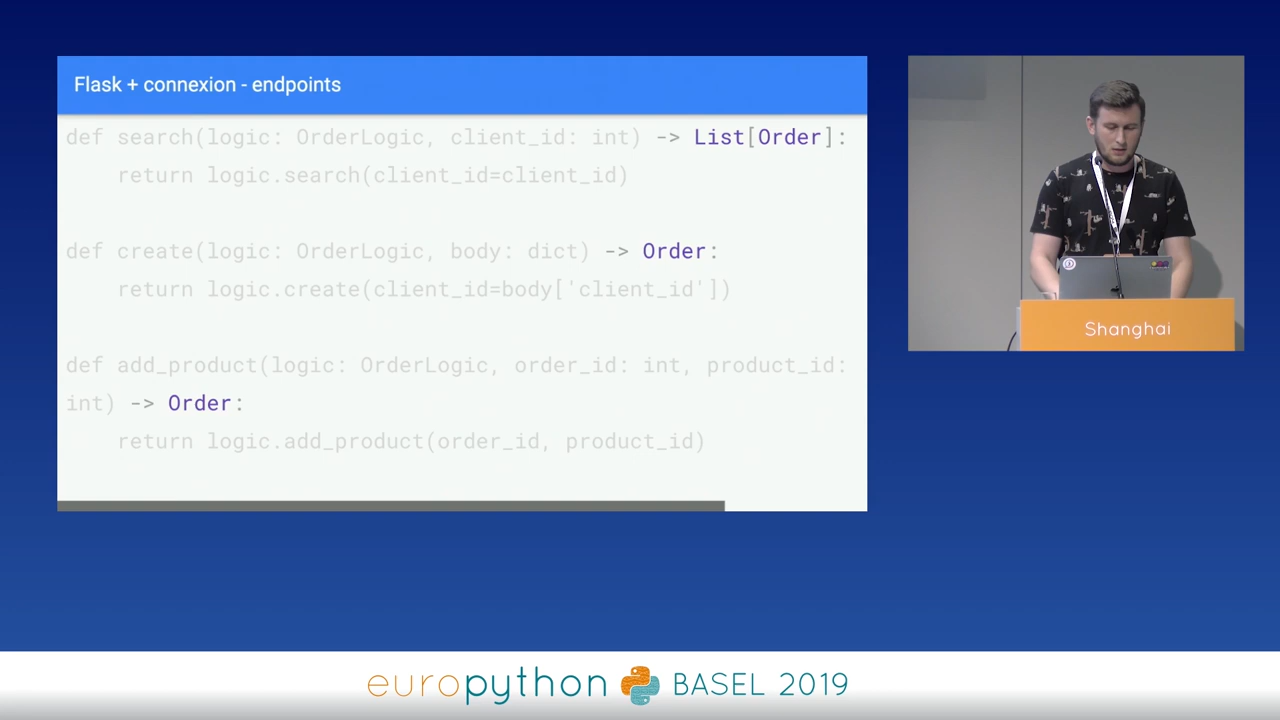 Flask + connexion - endpoints
def search(logic: OrderLogic, client_id: int) -> List[Order]:
    return logic.search(client_id=client_id)
def create(logic: OrderLogic, body: dict) -> Order:
    return logic.create(client_id=body['client_id'])
def add_product(logic: OrderLogic, order_id: int, product_id:
int) -> Order:
    return logic.add_product(order_id, product_id)
Shanghai
europython BASEL 2019